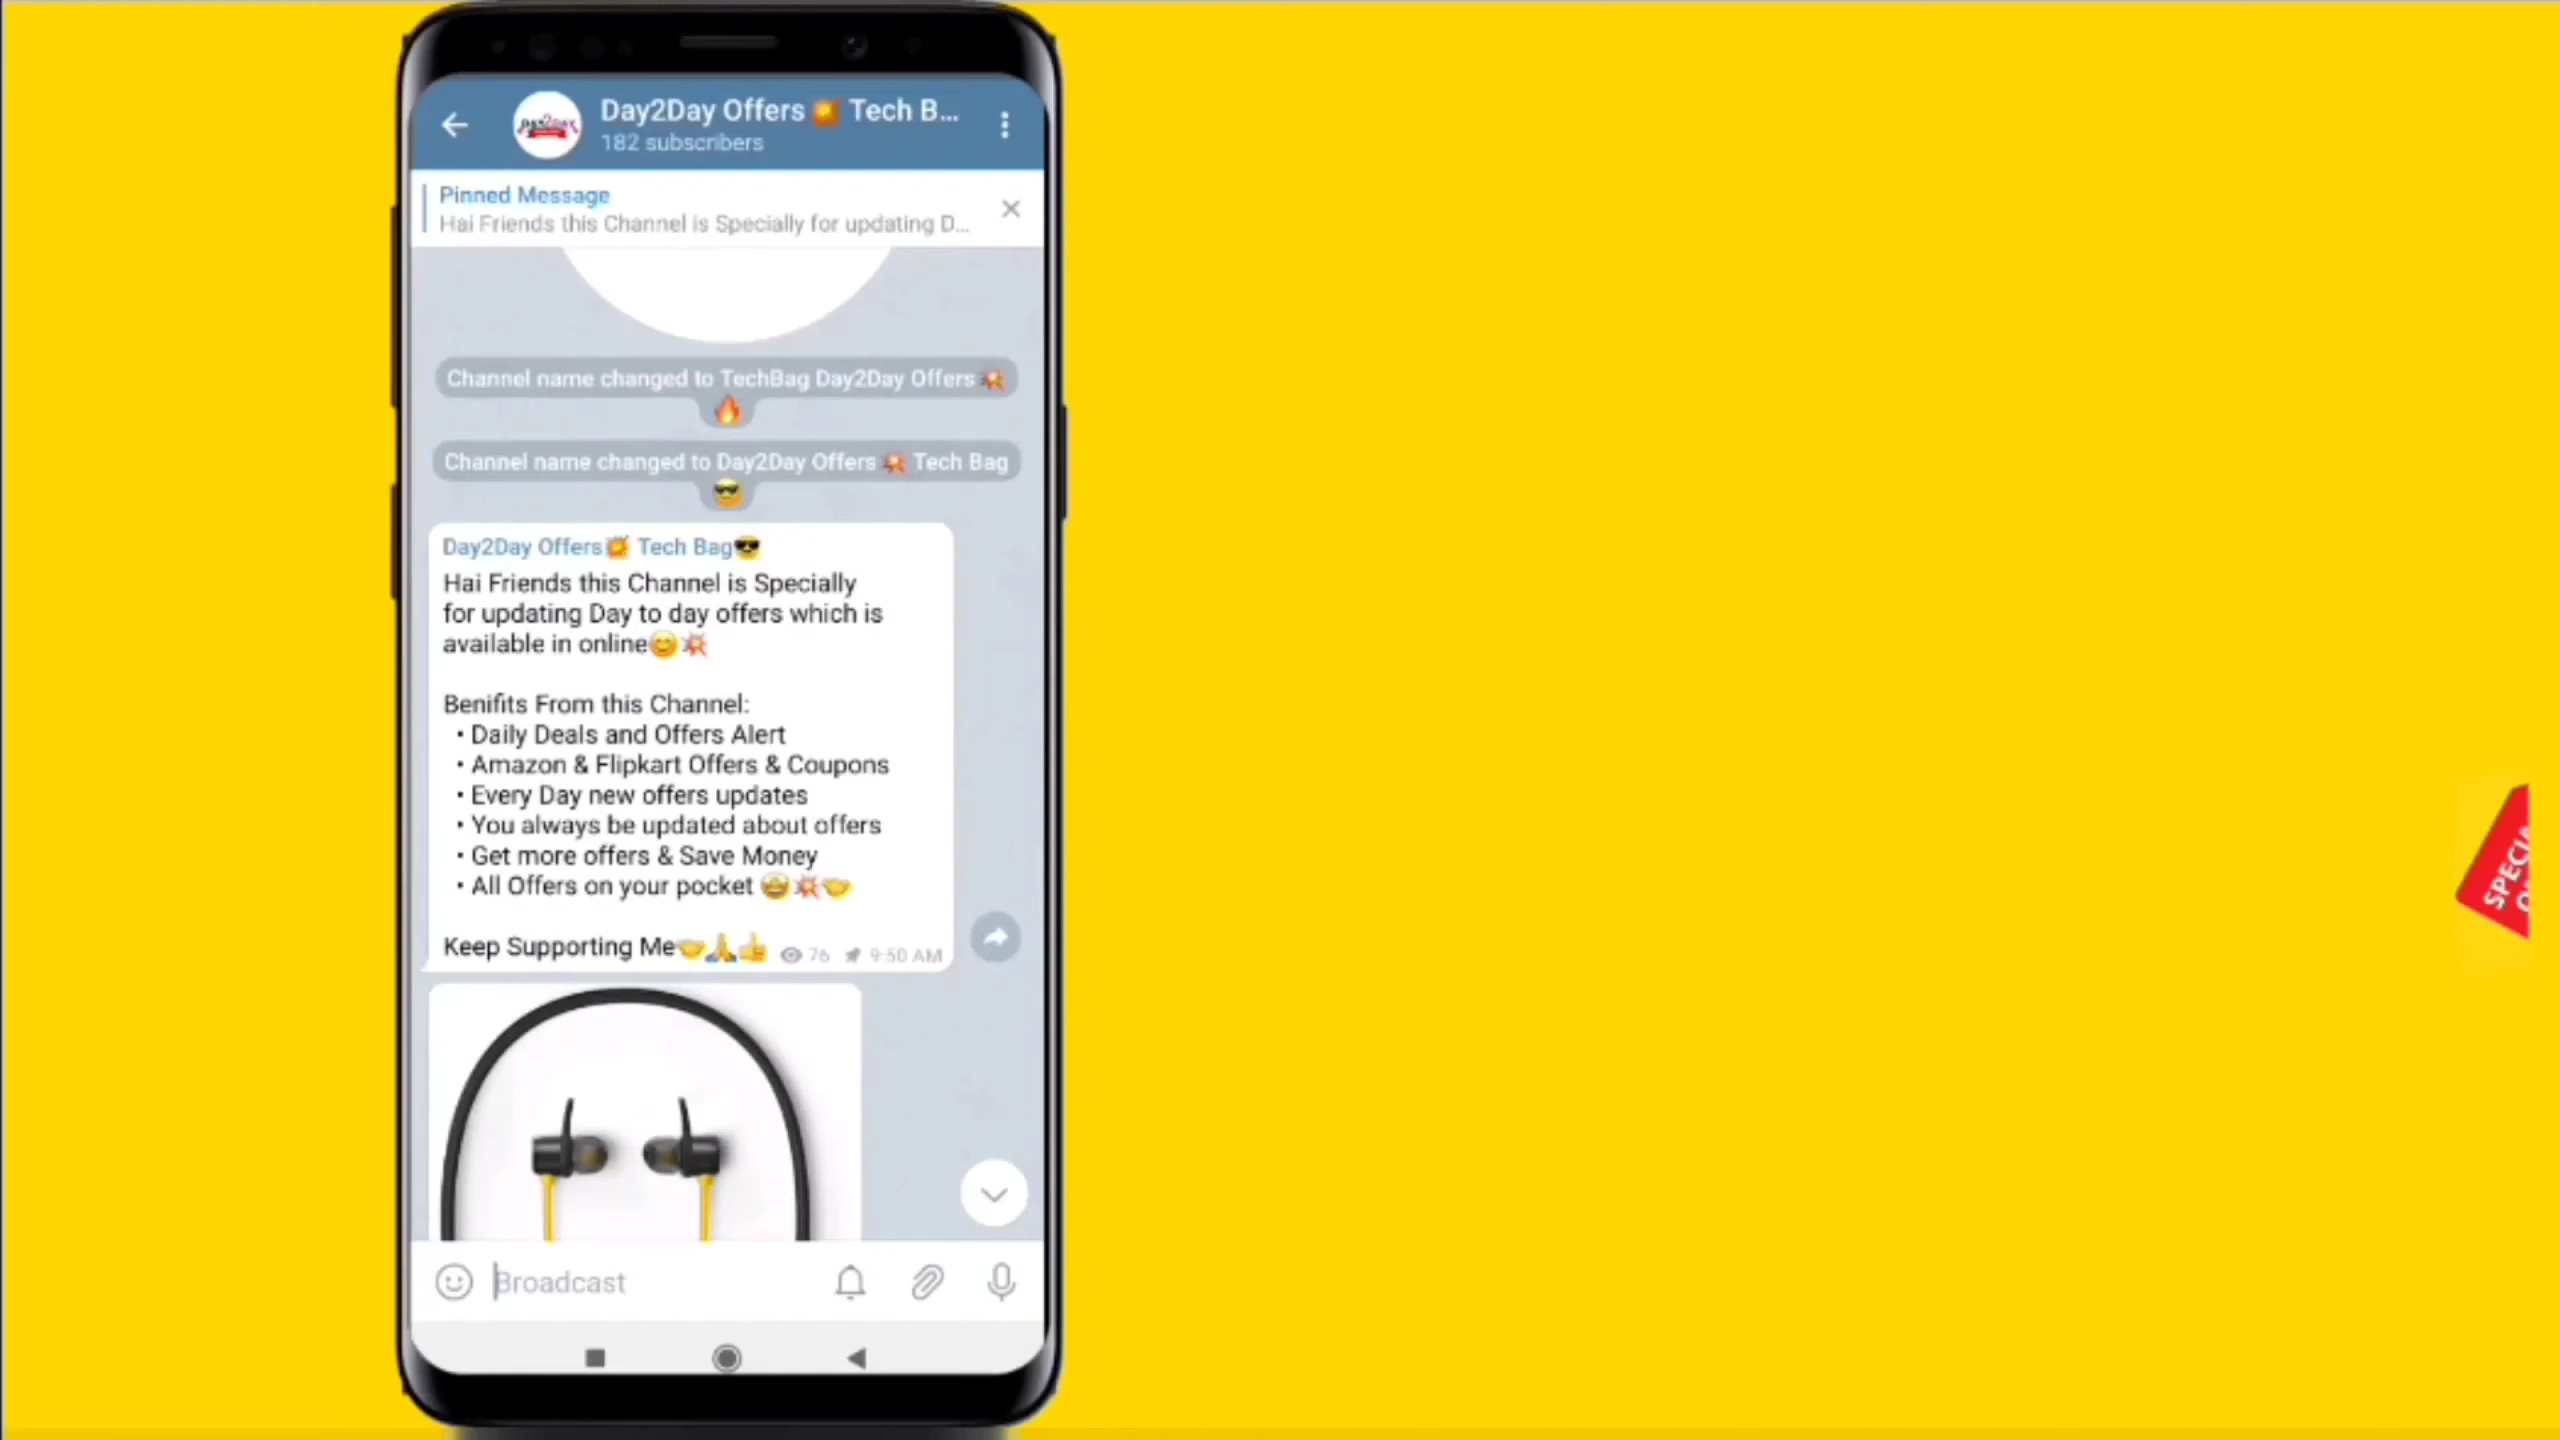 Day2Day Offers💥 Tech B...
182 subscribers
Pinned Message
Hai Friends this Channel is Specially for updating D...
Channel name changed to TechBag Day2Day Offers💥
🔥
Channel name changed to Day2Day Offers💥 Tech Bag
😎
Day2Day Offers💥 Tech Bag😎
Hai Friends this Channel is Specially
for updating Day to day offers which is
available in online😊💥
Benifits From this Channel:
• Daily Deals and Offers Alert
• Amazon & Flipkart Offers & Coupons
• Every Day new offers updates
• You always be updated about offers
• Get more offers & Save Money
• All Offers on your pocket 🤩💥🤝
Keep Supporting Me🤝🙏👍 76 9:50 AM
Broadcast